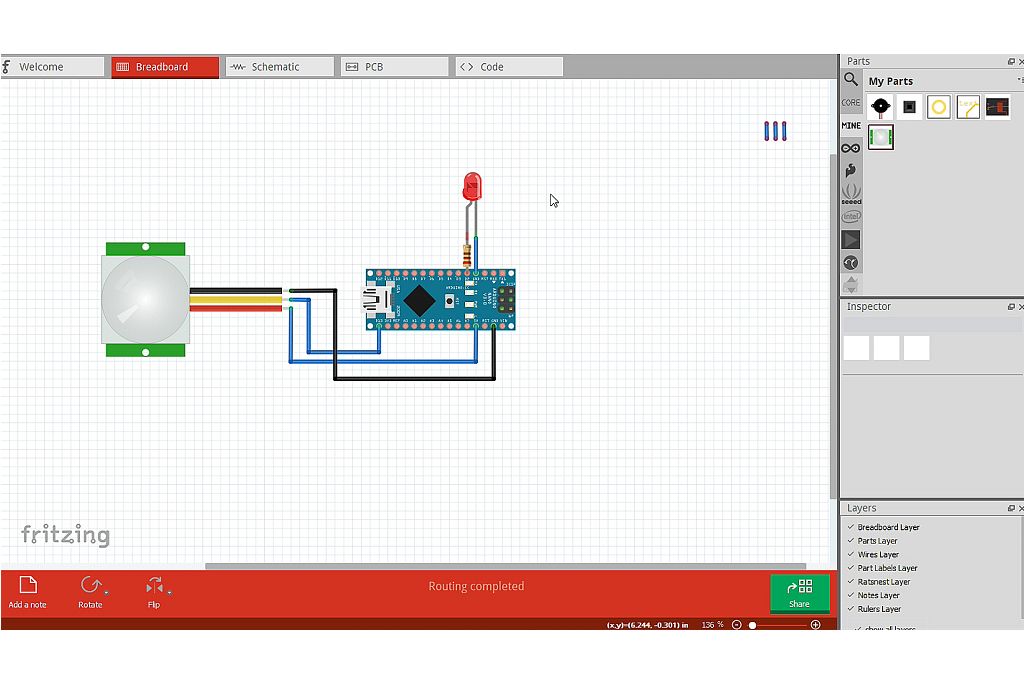 Welcome
Breadboard
Schematic
PCB
Code
Parts
My Parts
CORE
MINE
seeed
intel
Inspector
fritzing
Layers
Breadboard Layer
Parts Layer
Wires Layer
Part Labels Layer
Ratsnest Layer
Notes Layer
Rulers Layer
show all layers
Add a note
Rotate
Flip
Routing completed
Share
(x,y)=(6.244, -0.301) in
136 %